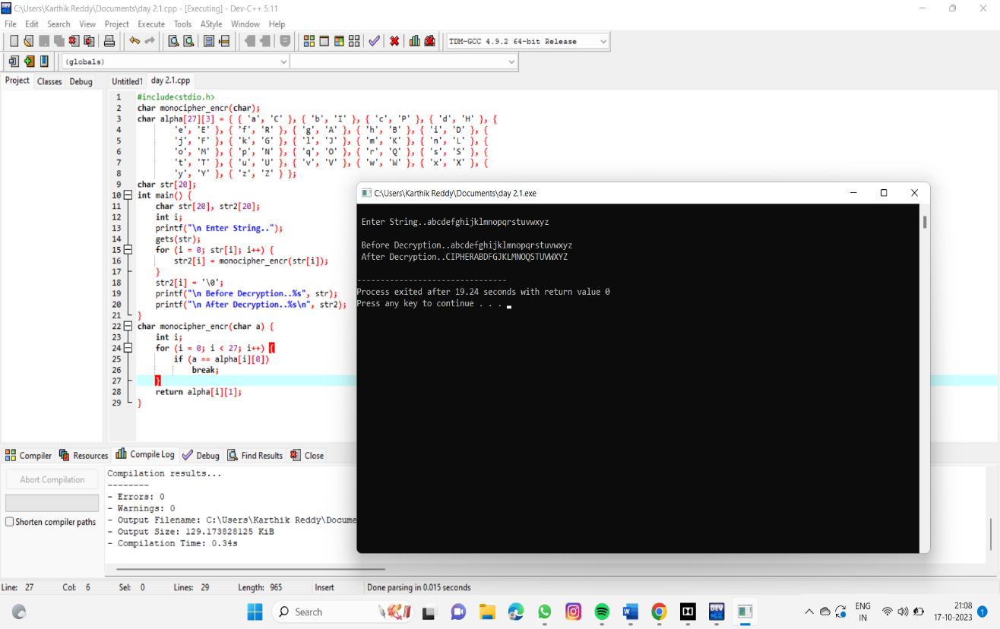 C:\Users\Karthik Reddy\Documents\day 2.1.cpp - [Executing] - Dev-C++ 5.11
File Edit Search View Project Execute Tools AStyle Window Help
TDM-GCC 4.9.2 64-bit Release
(globals)
Project Classes Debug Untitled1 day 2.1.cpp
1 #include<stdio.h>
2 char monocipher_encr(char);
3 char alpha[27][3] = { { 'a', 'C' }, { 'b', 'I' }, { 'c', 'P' }, { 'd', 'H' }, {
4 'e', 'E' }, { 'f', 'R' }, { 'g', 'A' }, { 'h', 'B' }, { 'i', 'D' }, {
5 'j', 'F' }, { 'k', 'G' }, { 'l', 'J' }, { 'm', 'K' }, { 'n', 'L' }, {
6 'o', 'M' }, { 'p', 'N' }, { 'q', 'O' }, { 'r', 'Q' }, { 's', 'S' }, {
7 't', 'T' }, { 'u', 'U' }, { 'v', 'V' }, { 'w', 'W' }, { 'x', 'X' }, {
8 'y', 'Y' }, { 'z', 'Z' } };
9 char str[20];
10 int main() {
11 char str[20], str2[20];
12 int i;
13 printf("\n Enter String..");
14 gets(str);
15 for (i = 0; str[i]; i++) {
16 str2[i] = monocipher_encr(str[i]);
17 }
18 str2[i] = '\0';
19 printf("\n Before Decryption..%s", str);
20 printf("\n After Decryption..%s\n", str2);
21 }
22 char monocipher_encr(char a) {
23 int i;
24 for (i = 0; i < 27; i++) {
25 if (a == alpha[i][0])
26 break;
27 }
28 return alpha[i][1];
29 }
C:\Users\Karthik Reddy\Documents\day 2.1.exe
Enter String..abcdefghijklmnopqrstuvwxyz
Before Decryption..abcdefghijklmnopqrstuvwxyz
After Decryption..CIPHERABDFGJKLMNOQSTUVWXYZ
--------------------------------
Process exited after 19.24 seconds with return value 0
Press any key to continue . . .
Compiler Resources Compile Log Debug Find Results Close
Abort Compilation
Shorten compiler paths
Compilation results...
--------
- Errors: 0
- Warnings: 0
- Output Filename: C:\Users\Karthik Reddy\Docume
- Output Size: 129.173828125 KiB
- Compilation Time: 0.34s
Line: 27 Col: 6 Sel: 0 Lines: 29 Length: 965 Insert Done parsing in 0.015 seconds
Search
DEV
ENG
IN
21:08
17-10-2023
1